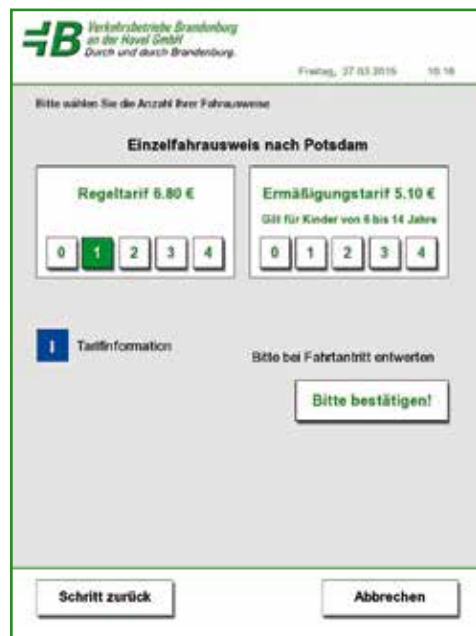 Verkehrsbetriebe Brandenburg
an der Havel GmbH
Durch und durch Brandenburg.
Freitag, 27.03.2015 10:16
Bitte wählen Sie die Anzahl Ihrer Fahrausweise
Einzelfahrausweis nach Potsdam
Regeltarif 6.80 €
0 1 2 3 4
Ermäßigungstarif 5.10 €
Gilt für Kinder von 6 bis 14 Jahre
0 1 2 3 4
i Tarifinformation
Bitte bei Fahrtantritt entwerten
Bitte bestätigen!
Schritt zurück
Abbrechen